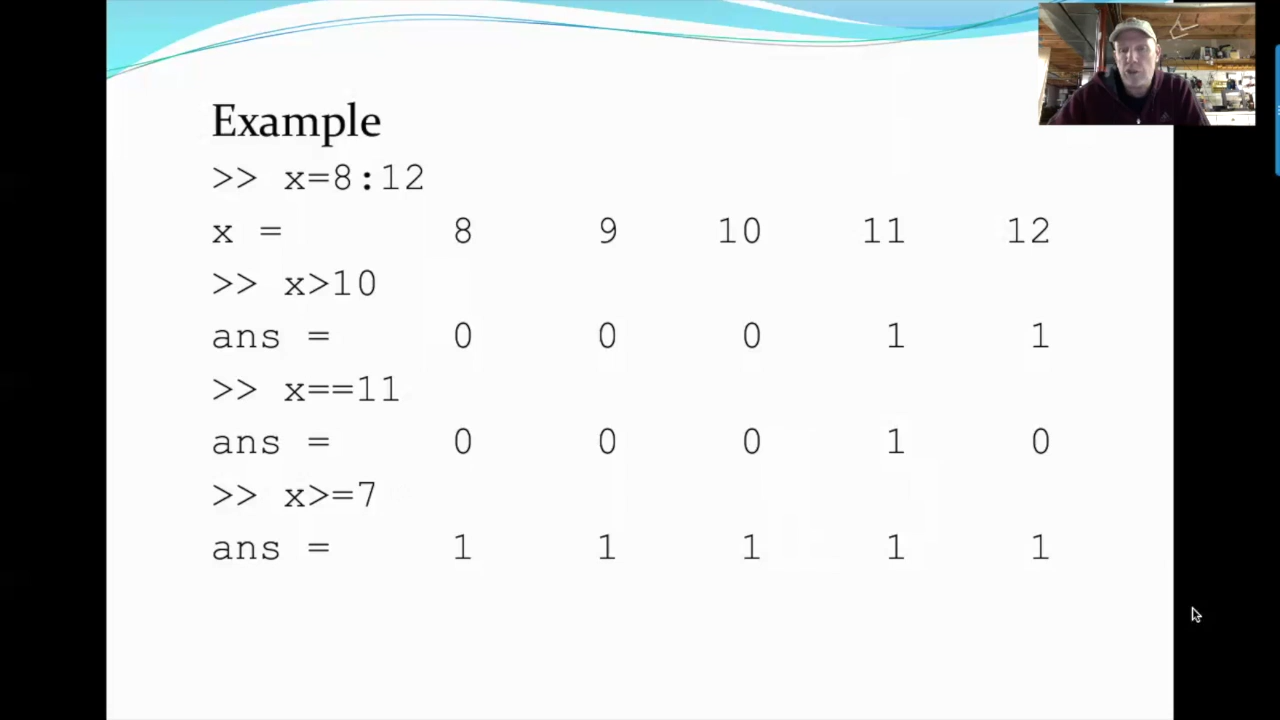 Example
>> x=8:12
x = 8 9 10 11 12
>> x>10
ans = 0 0 0 1 1
>> x==11
ans = 0 0 0 1 0
>> x>=7
ans = 1 1 1 1 1